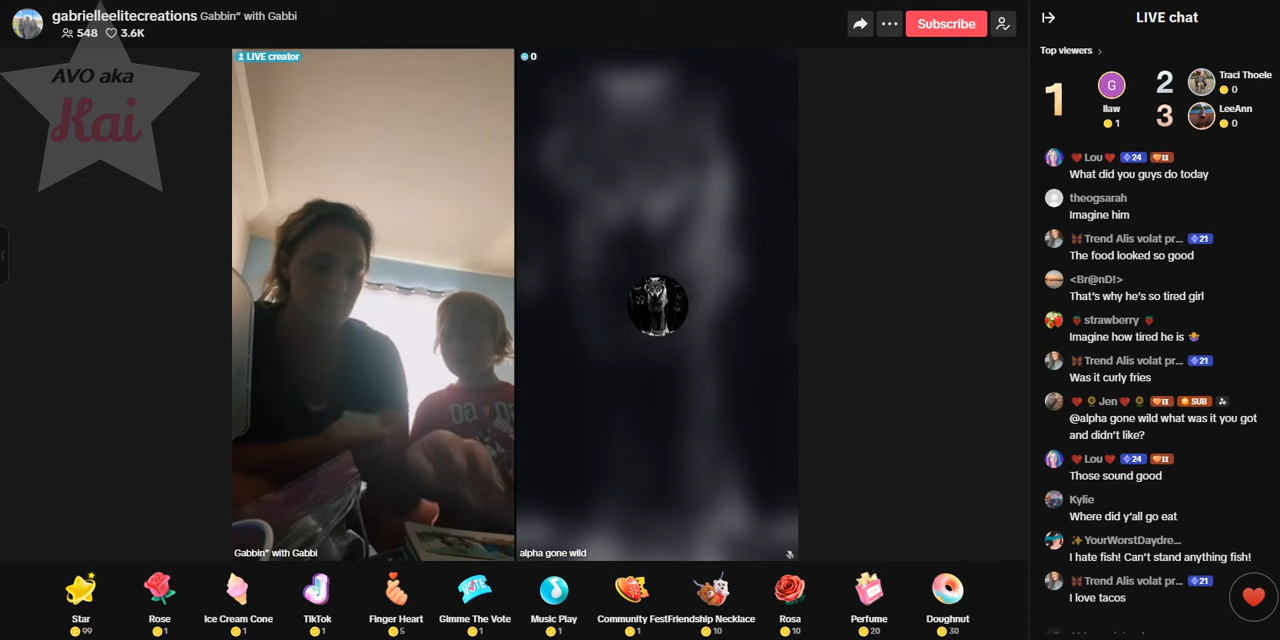 gabrielleelitecreations Gabbin" with Gabbi
548 3.6K
Subscribe
AVO aka
Kai
LIVE creator
0
Gabbin" with Gabbi
alpha gone wild
Star
99
Rose
1
Ice Cream Cone
1
TikTok
1
Finger Heart
5
GIMME THE VOTE
Gimme The Vote
1
Music Play
1
Community Fest
1
Friendship Necklace
10
Rosa
10
Perfume
20
Doughnut
30
LIVE chat
Top viewers
1
G
llaw
1
2
Traci Thoele
0
3
LeeAnn
0
Lou 24 II
What did you guys do today
theogsarah
Imagine him
Trend Alis volat pr... 21
The food looked so good
<Br@nD!>
That's why he's so tired girl
strawberry
Imagine how tired he is
Trend Alis volat pr... 21
Was it curly fries
Jen II SUB
@alpha gone wild what was it you got
and didn't like?
Lou 24 II
Those sound good
Kylie
Where did y'all go eat
YourWorstDaydre...
I hate fish! Can't stand anything fish!
Trend Alis volat pr... 21
I love tacos